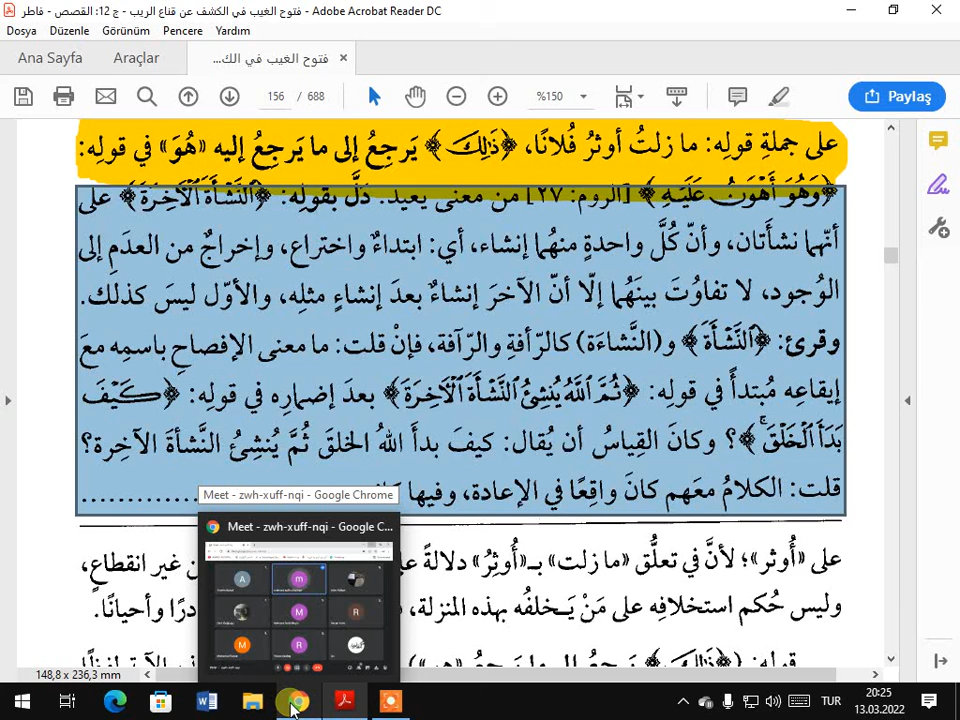 فتوح الغيب في الكشف عن قناع الريب - ج 12: القصص - فاطر - Adobe Acrobat Reader DC
Dosya Düzenle Görünüm Pencere Yardım
Ana Sayfa Araçlar فتوح الغيب في الك...
156 / 688 %150 Paylaş
على جملةِ قولِه: ما زلتُ أُوثرُ فُلانًا، ﴿ذَٰلِكَ﴾ يَرجِعُ إلى ما يَرجِعُ إليه «هُوَ» في قولِه:
﴿وَهُوَ أَهْوَنُ عَلَيْهِ﴾ [الروم: ٢٧] من معنى يعيد. دَلَّ بقولِه: ﴿النَّشْأَةَ الْآخِرَةَ﴾ على
أنّهما نشأَتان، وأنّ كُلَّ واحدةٍ منهُما إنشاء، أي: ابتداءٌ واختراع، وإخراجٌ من العدَمِ إلى
الوُجود، لا تفاوُتَ بينَهُما إلّا أنّ الآخرَ إنشاءٌ بعدَ إنشاءٍ مثلِه، والأوّل ليسَ كذلك.
وقرئ: ﴿النَّشْأَةَ﴾ و(النَّشاءَة) كالرّأفةِ والرّآفة، فإنْ قلت: ما معنى الإفصاحِ باسمِه معَ
إيقاعِه مُبتدأً في قولِه: ﴿ثُمَّ اللَّهُ يُنشِئُ النَّشْأَةَ الْآخِرَةَ﴾ بعدَ إضمارِه في قولِه: ﴿كَيْفَ
بَدَأَ الْخَلْقَ ۚ﴾؟ وكانَ القِياسُ أن يُقال: كيفَ بدأَ اللهُ الخلقَ ثُمَّ يُنشِئُ النَّشأةَ الآخِرة؟
قلت: الكلامُ معَهم كانَ واقِعًا في الإعادة، وفيها ..............
Meet - zwh-xuff-nqi - Google Chrome
Meet - zwh-xuff-nqi - Google C...
على «أُوثر»؛ لأنَّ في تعلُّق «ما زلت» بـ«أُوثِرُ» دلالةً غير انقطاعٍ،
وليس حُكم استخلافِه على مَنْ يَخلفُه بهذه المنزلة، وأحيانًا.
148,8 x 236,3 mm
TUR
20:25
13.03.2022